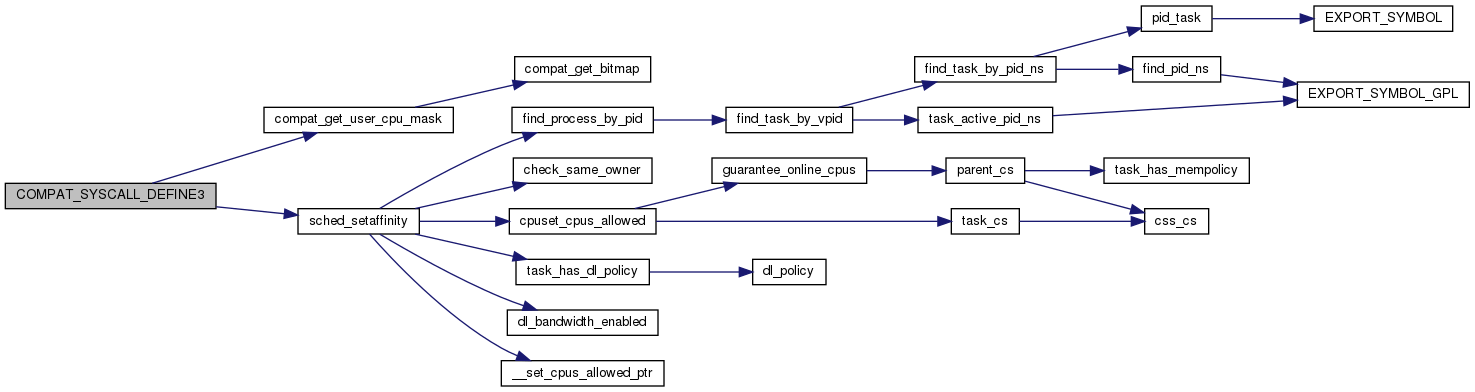 pid_task
EXPORT_SYMBOL
compat_get_bitmap
find_task_by_pid_ns
find_pid_ns
EXPORT_SYMBOL_GPL
compat_get_user_cpu_mask
find_process_by_pid
find_task_by_vpid
task_active_pid_ns
check_same_owner
guarantee_online_cpus
parent_cs
task_has_mempolicy
COMPAT_SYSCALL_DEFINE3
sched_setaffinity
cpuset_cpus_allowed
task_cs
css_cs
task_has_dl_policy
dl_policy
dl_bandwidth_enabled
__set_cpus_allowed_ptr